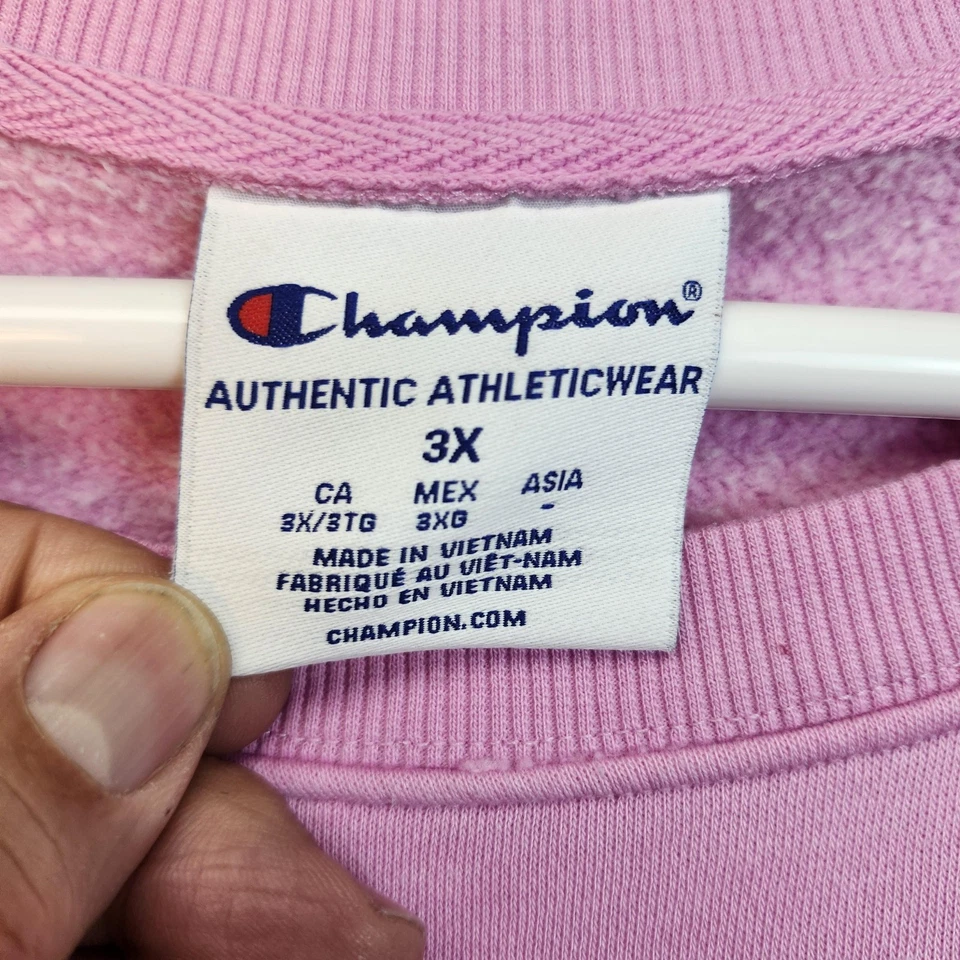 Champion®
AUTHENTIC ATHLETICWEAR
3X
CA MEX ASIA
3X/3TG 3XG -
MADE IN VIETNAM
FABRIQUÉ AU VIÊT-NAM
HECHO EN VIETNAM
CHAMPION.COM